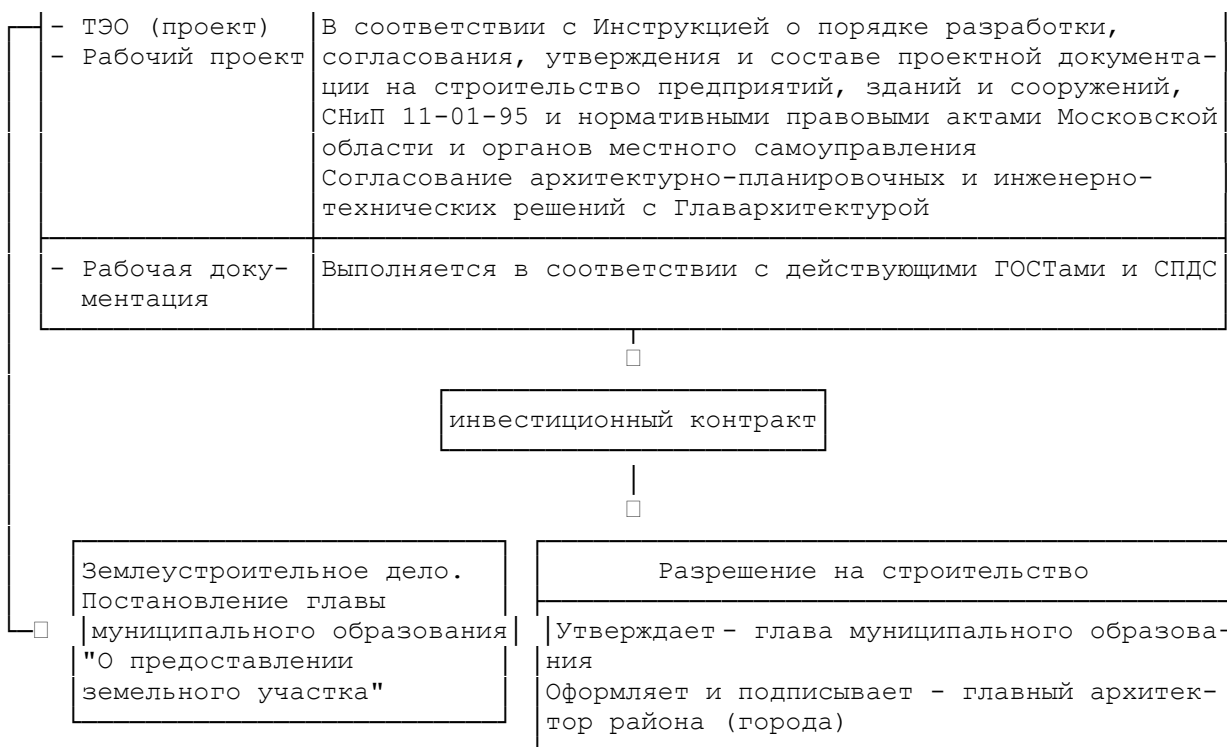 - ТЭО (проект) В соответствии с Инструкцией о порядке разработки,
- Рабочий проект согласования, утверждения и составе проектной документа-
ции на строительство предприятий, зданий и сооружений,
СНиП 11-01-95 и нормативными правовыми актами Московской
области и органов местного самоуправления
Согласование архитектурно-планировочных и инженерно-
технических решений с Главархитектурой
- Рабочая доку- Выполняется в соответствии с действующими ГОСТами и СПДС
ментация
инвестиционный контракт
Землеустроительное дело.
Постановление главы
муниципального образования
"О предоставлении
земельного участка"
Разрешение на строительство
Утверждает - глава муниципального образова-
ния
Оформляет и подписывает - главный архитек-
тор района (города)